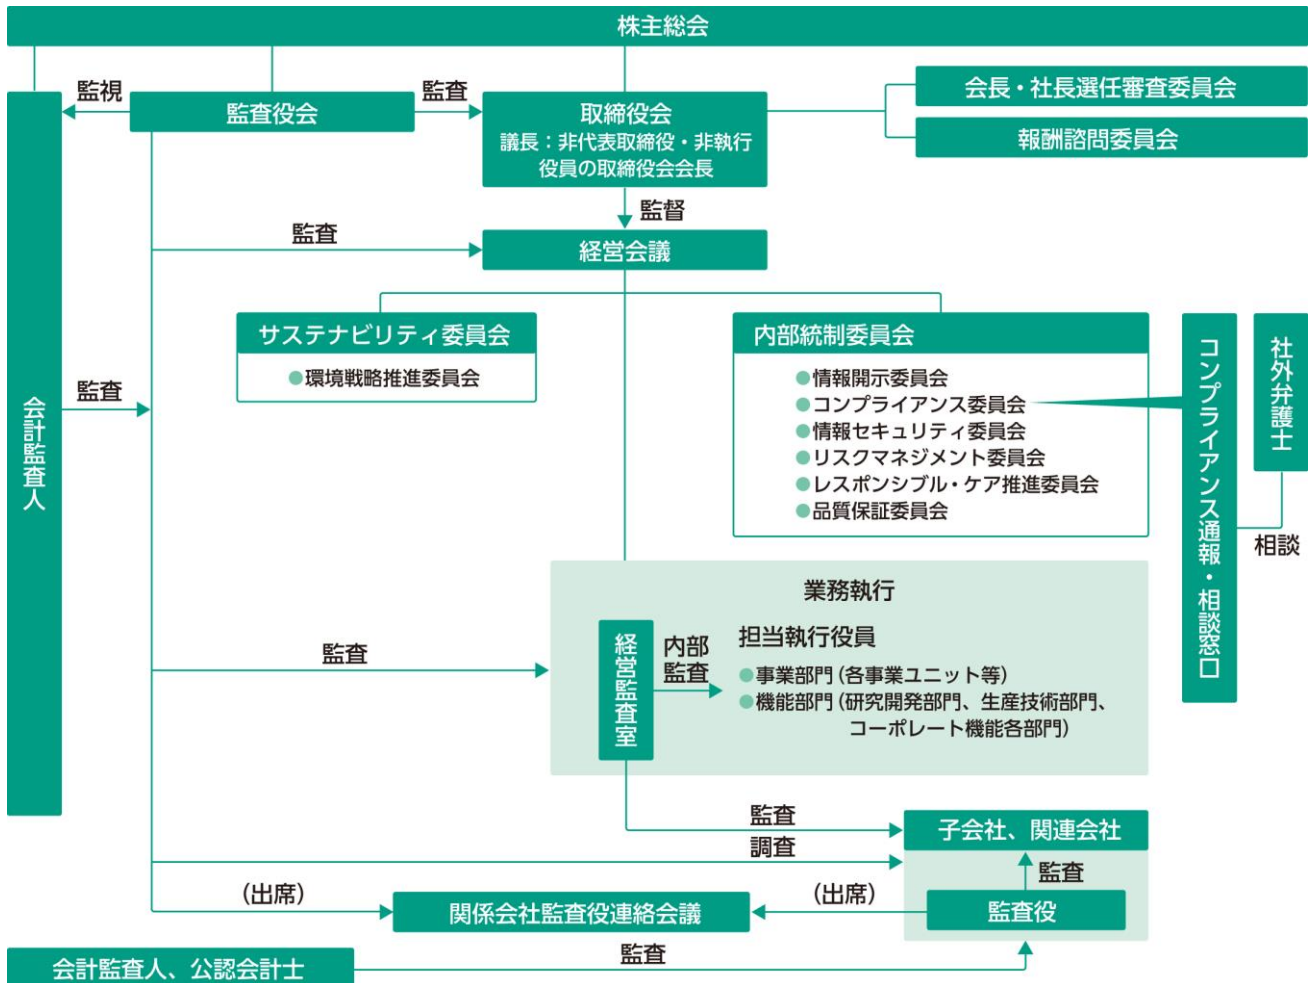 株主総会
監視
監査役会
監査
取締役会
議長：非代表取締役・非執行
役員の取締役会会長
会長・社長選任審査委員会
報酬諮問委員会
監督
監査
経営会議
サステナビリティ委員会
●環境戦略推進委員会
内部統制委員会
●情報開示委員会
●コンプライアンス委員会
●情報セキュリティ委員会
●リスクマネジメント委員会
●レスポンシブル・ケア推進委員会
●品質保証委員会
コンプライアンス通報・相談窓口
社外弁護士
相談
会計監査人
監査
業務執行
監査
経営監査室
内部
監査
担当執行役員
●事業部門（各事業ユニット等）
●機能部門（研究開発部門、生産技術部門、
コーポレート機能各部門）
監査
子会社、関連会社
調査
監査
（出席）
関係会社監査役連絡会議
（出席）
監査役
会計監査人、公認会計士
監査